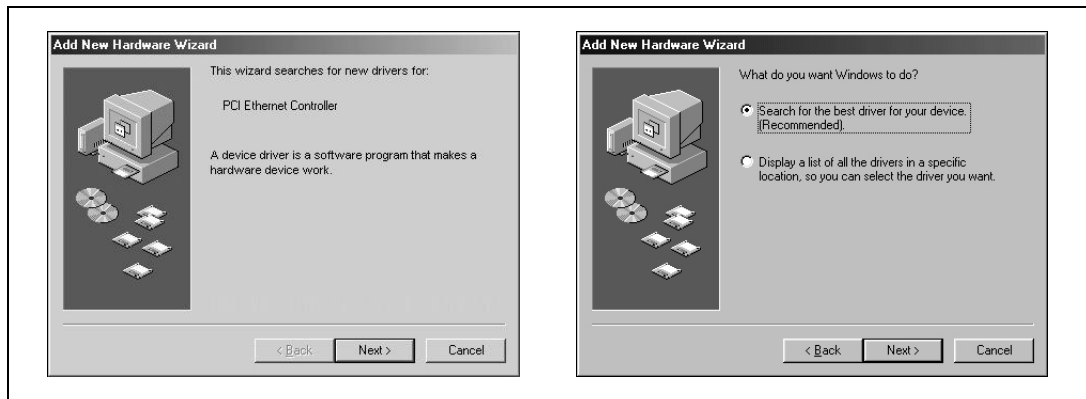 Add New Hardware Wizard
This wizard searches for new drivers for:
PCI Ethernet Controller
A device driver is a software program that makes a
hardware device work.
< Back
Next >
Cancel
Add New Hardware Wizard
What do you want Windows to do?
Search for the best driver for your device.
(Recommended).
Display a list of all the drivers in a specific
location, so you can select the driver you want.
< Back
Next >
Cancel